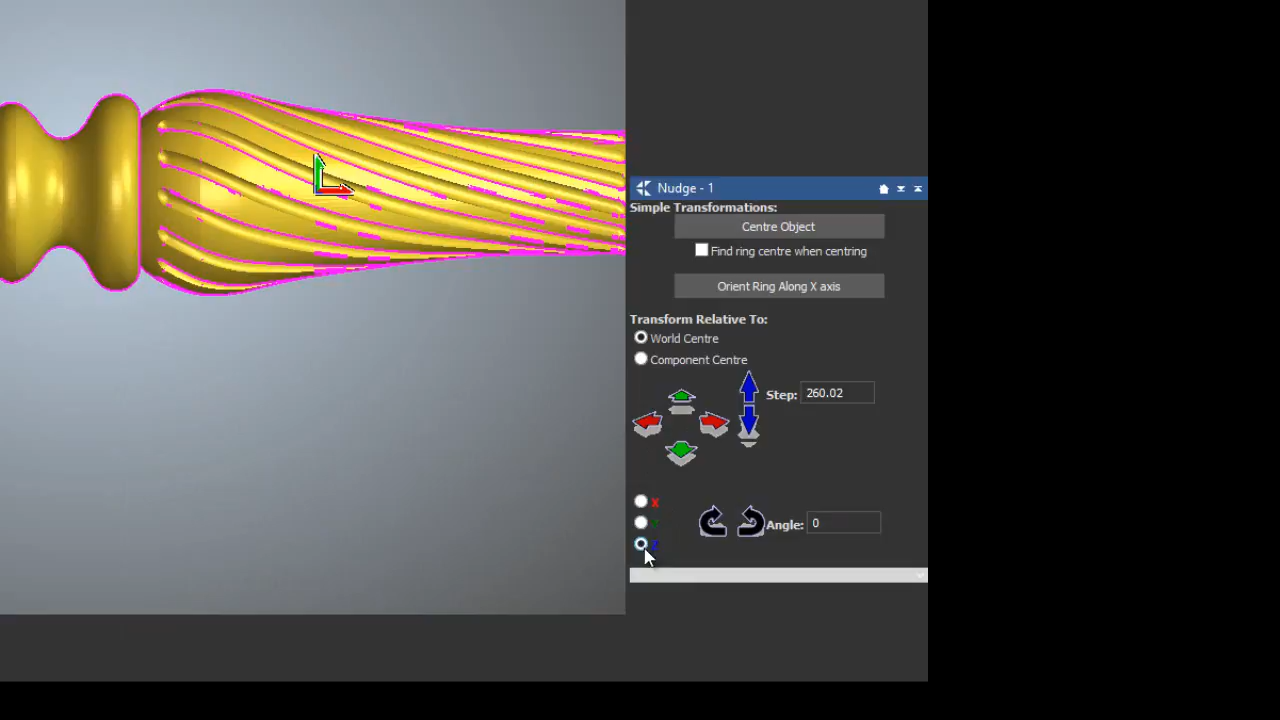 Nudge - 1
Simple Transformations:
Centre Object
Find ring centre when centring
Orient Ring Along X axis
Transform Relative To:
World Centre
Component Centre
Step: 260.02
X
Angle: 0